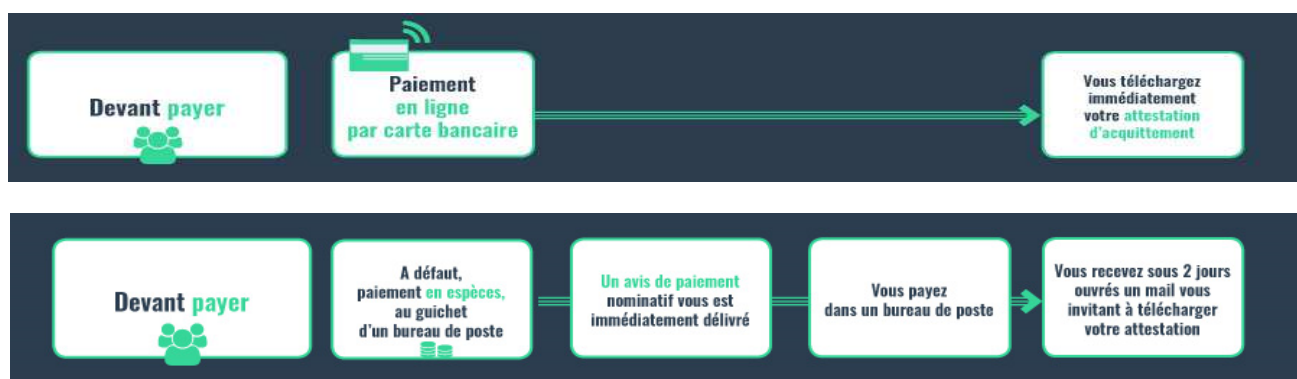 Devant payer
Paiement
en ligne
par carte bancaire
Vous téléchargez
immédiatement
votre attestation
d'acquittement
Devant payer
A défaut,
paiement en espèces,
au guichet
d'un bureau de poste
Un avis de paiement
nominatif vous est
immédiatement délivré
Vous payez
dans un bureau de poste
Vous recevez sous 2 jours
ouvrés un mail vous
invitant à télécharger
votre attestation